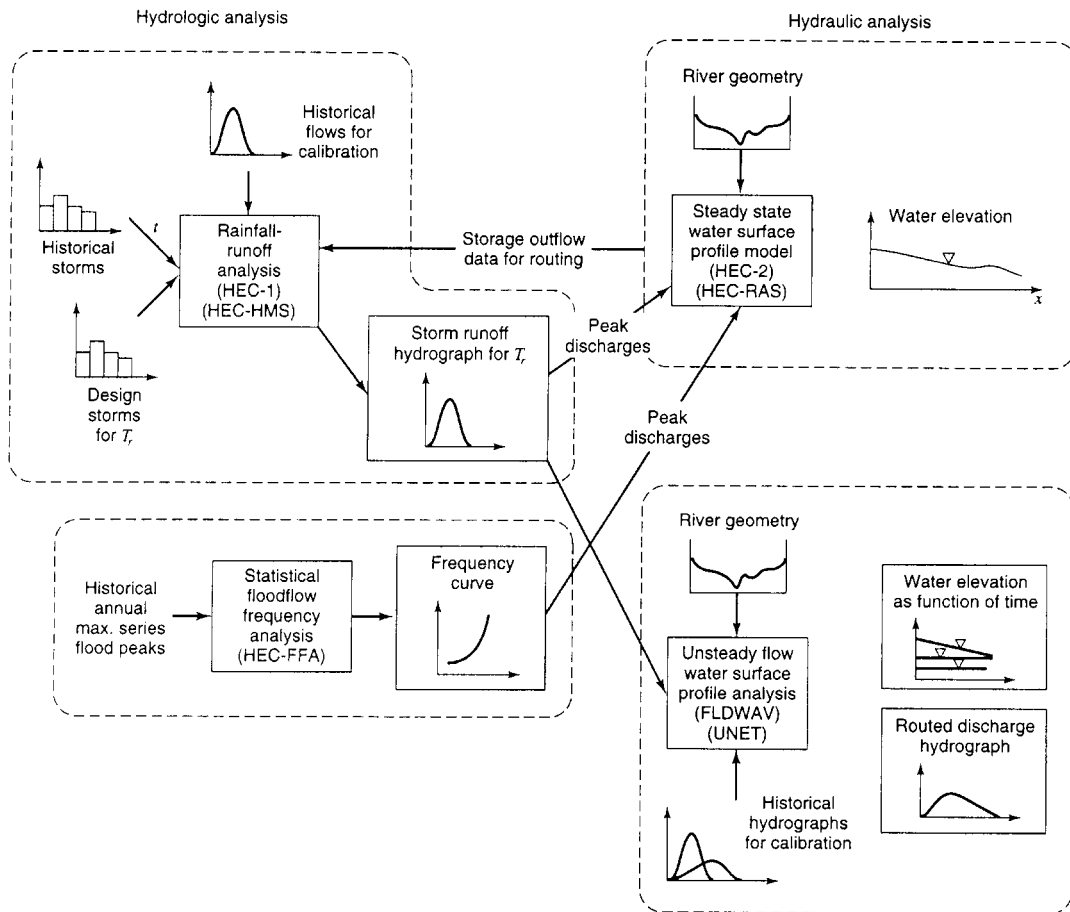 Hydrologic analysis
Hydraulic analysis
Historical
flows for
calibration
Historical
storms
t
Design
storms
for Tr
Rainfall-
runoff
analysis
(HEC-1)
(HEC-HMS)
Storage outflow
data for routing
Storm runoff
hydrograph for Tr
Peak
discharges
River geometry
Steady state
water surface
profile model
(HEC-2)
(HEC-RAS)
Water elevation
x
Peak
discharges
Historical
annual
max. series
flood peaks
Statistical
floodflow
frequency
analysis
(HEC-FFA)
Frequency
curve
River geometry
Unsteady flow
water surface
profile analysis
(FLDWAV)
(UNET)
Historical
hydrographs
for calibration
Water elevation
as function of time
Routed discharge
hydrograph